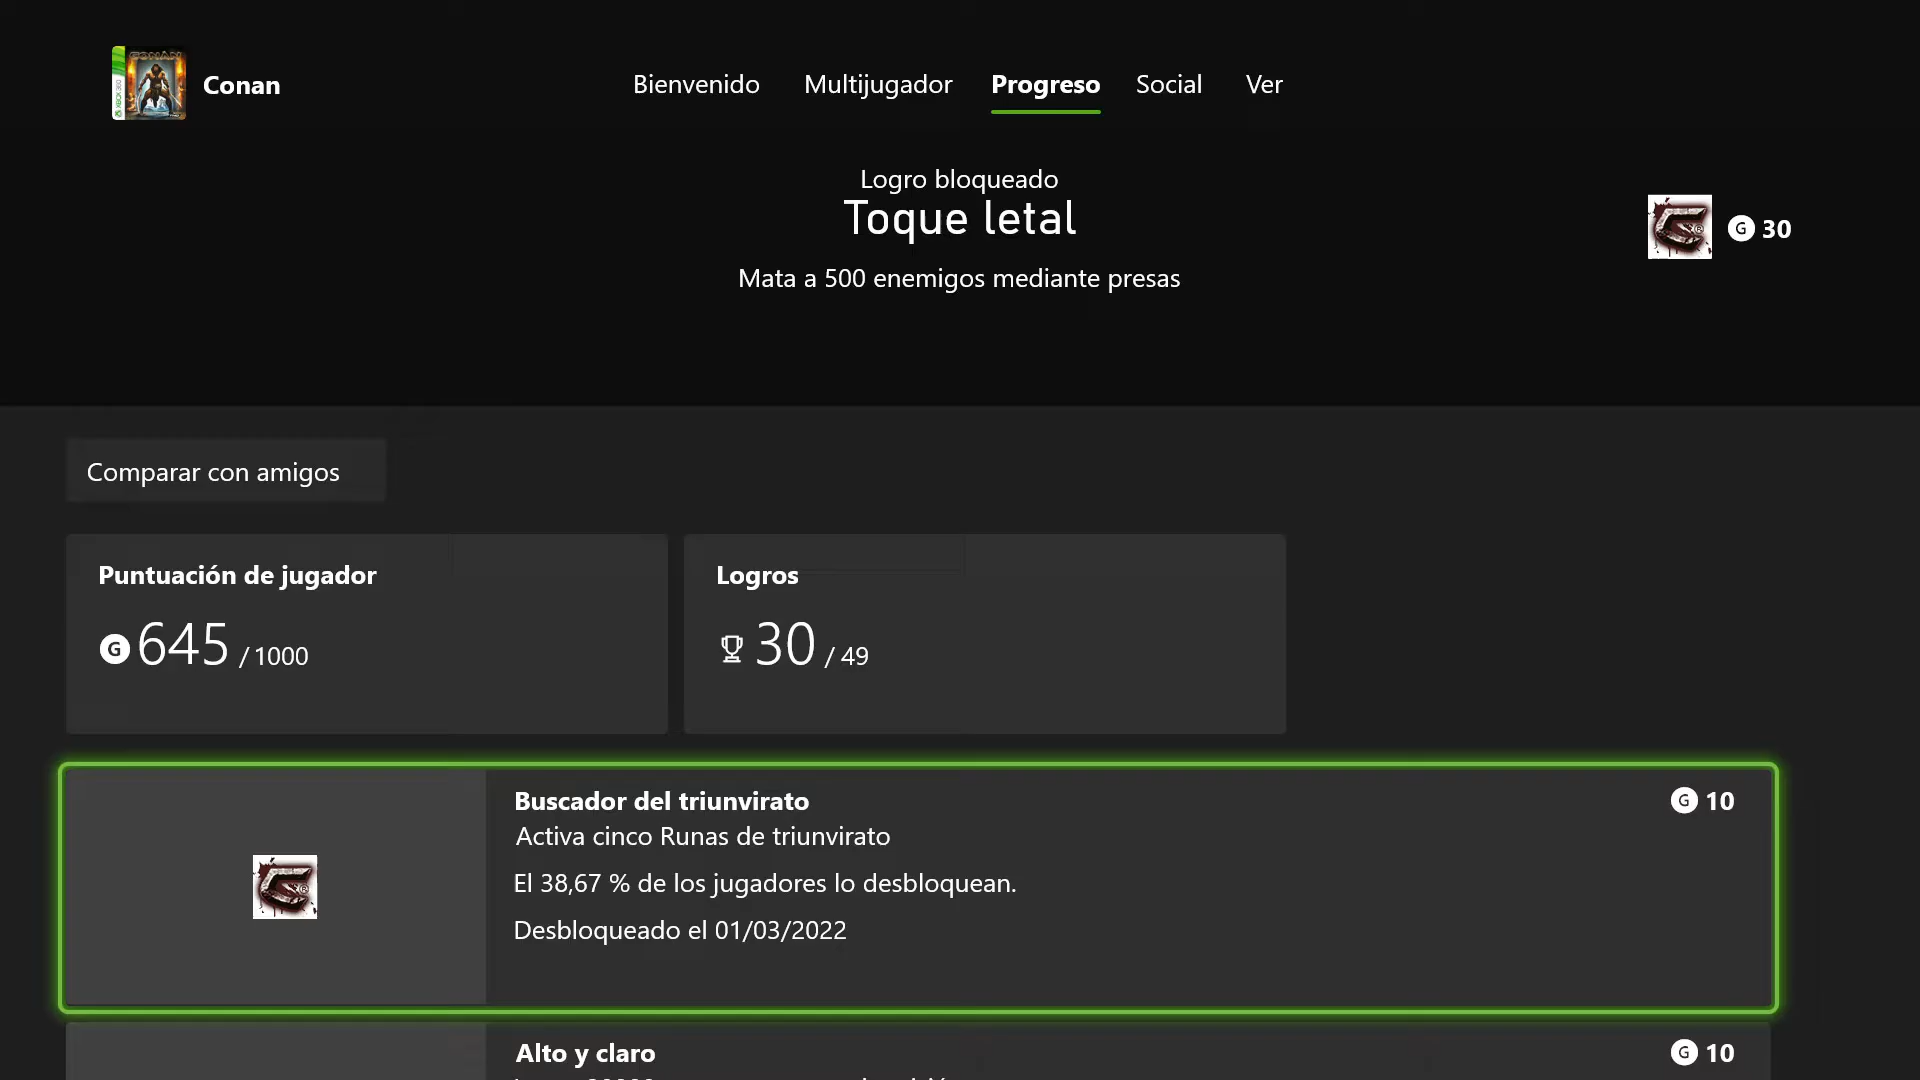 Conan
Bienvenido
Multijugador
Progreso
Social
Ver
Logro bloqueado
Toque letal
Mata a 500 enemigos mediante presas
G 30
Comparar con amigos
Puntuación de jugador
G 645 / 1000
Logros
30 / 49
Buscador del triunvirato
G 10
Activa cinco Runas de triunvirato
El 38,67 % de los jugadores lo desbloquean.
Desbloqueado el 01/03/2022
Alto y claro
G 10